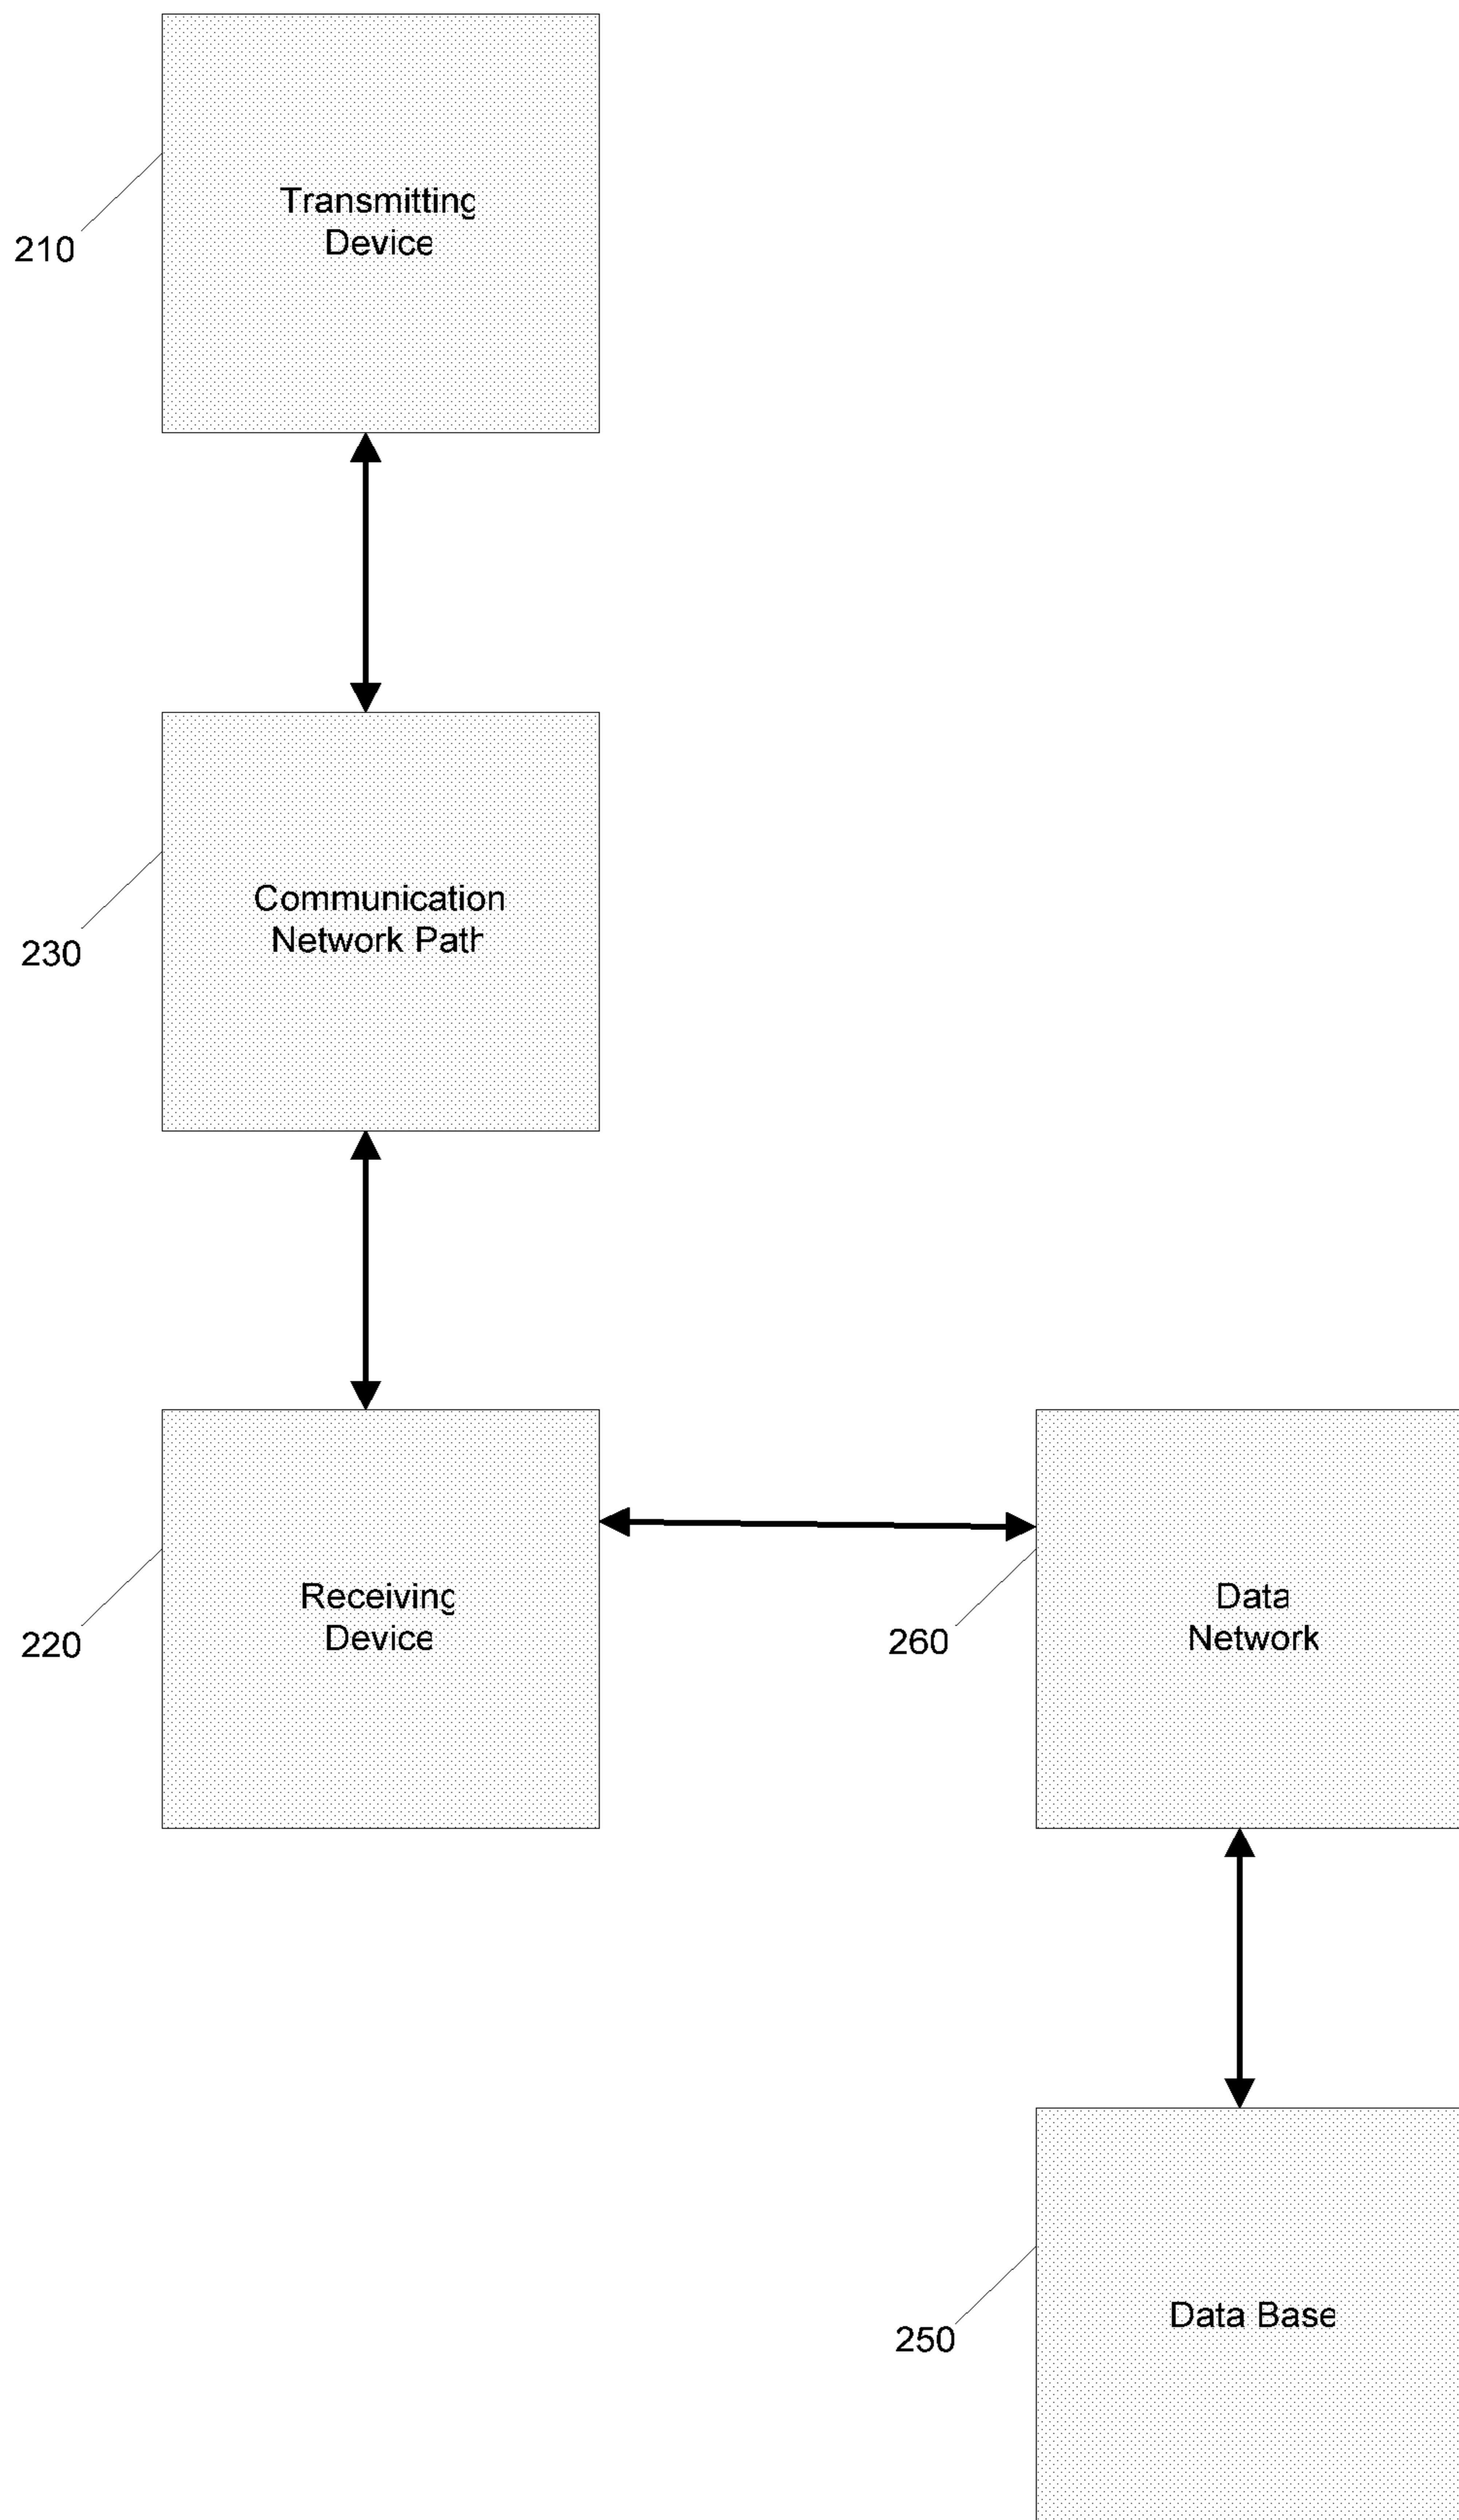 Transmitting
Device
210
Communication
Network Path
230
Receiving
Device
220
Data
Network
260
Data Base
250